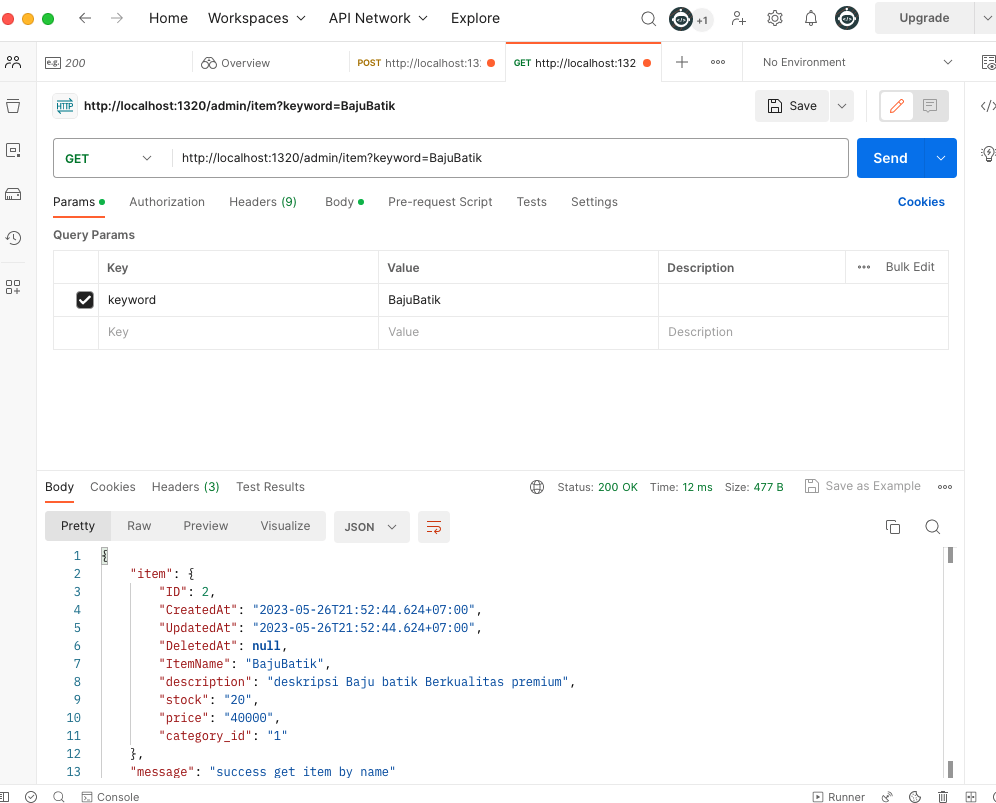 Home Workspaces API Network Explore +1 Upgrade
e.g. 200 Overview POST http://localhost:13 GET http://localhost:132 No Environment
HTTP http://localhost:1320/admin/item?keyword=BajuBatik Save
GET http://localhost:1320/admin/item?keyword=BajuBatik Send
Params Authorization Headers (9) Body Pre-request Script Tests Settings Cookies
Query Params
Key Value Description Bulk Edit
keyword BajuBatik
Key Value Description
Body Cookies Headers (3) Test Results Status: 200 OK Time: 12 ms Size: 477 B Save as Example
Pretty Raw Preview Visualize JSON
1 {
2 "item": {
3 "ID": 2,
4 "CreatedAt": "2023-05-26T21:52:44.624+07:00",
5 "UpdatedAt": "2023-05-26T21:52:44.624+07:00",
6 "DeletedAt": null,
7 "ItemName": "BajuBatik",
8 "description": "deskripsi Baju batik Berkualitas premium",
9 "stock": "20",
10 "price": "40000",
11 "category_id": "1"
12 },
13 "message": "success get item by name"
Console Runner